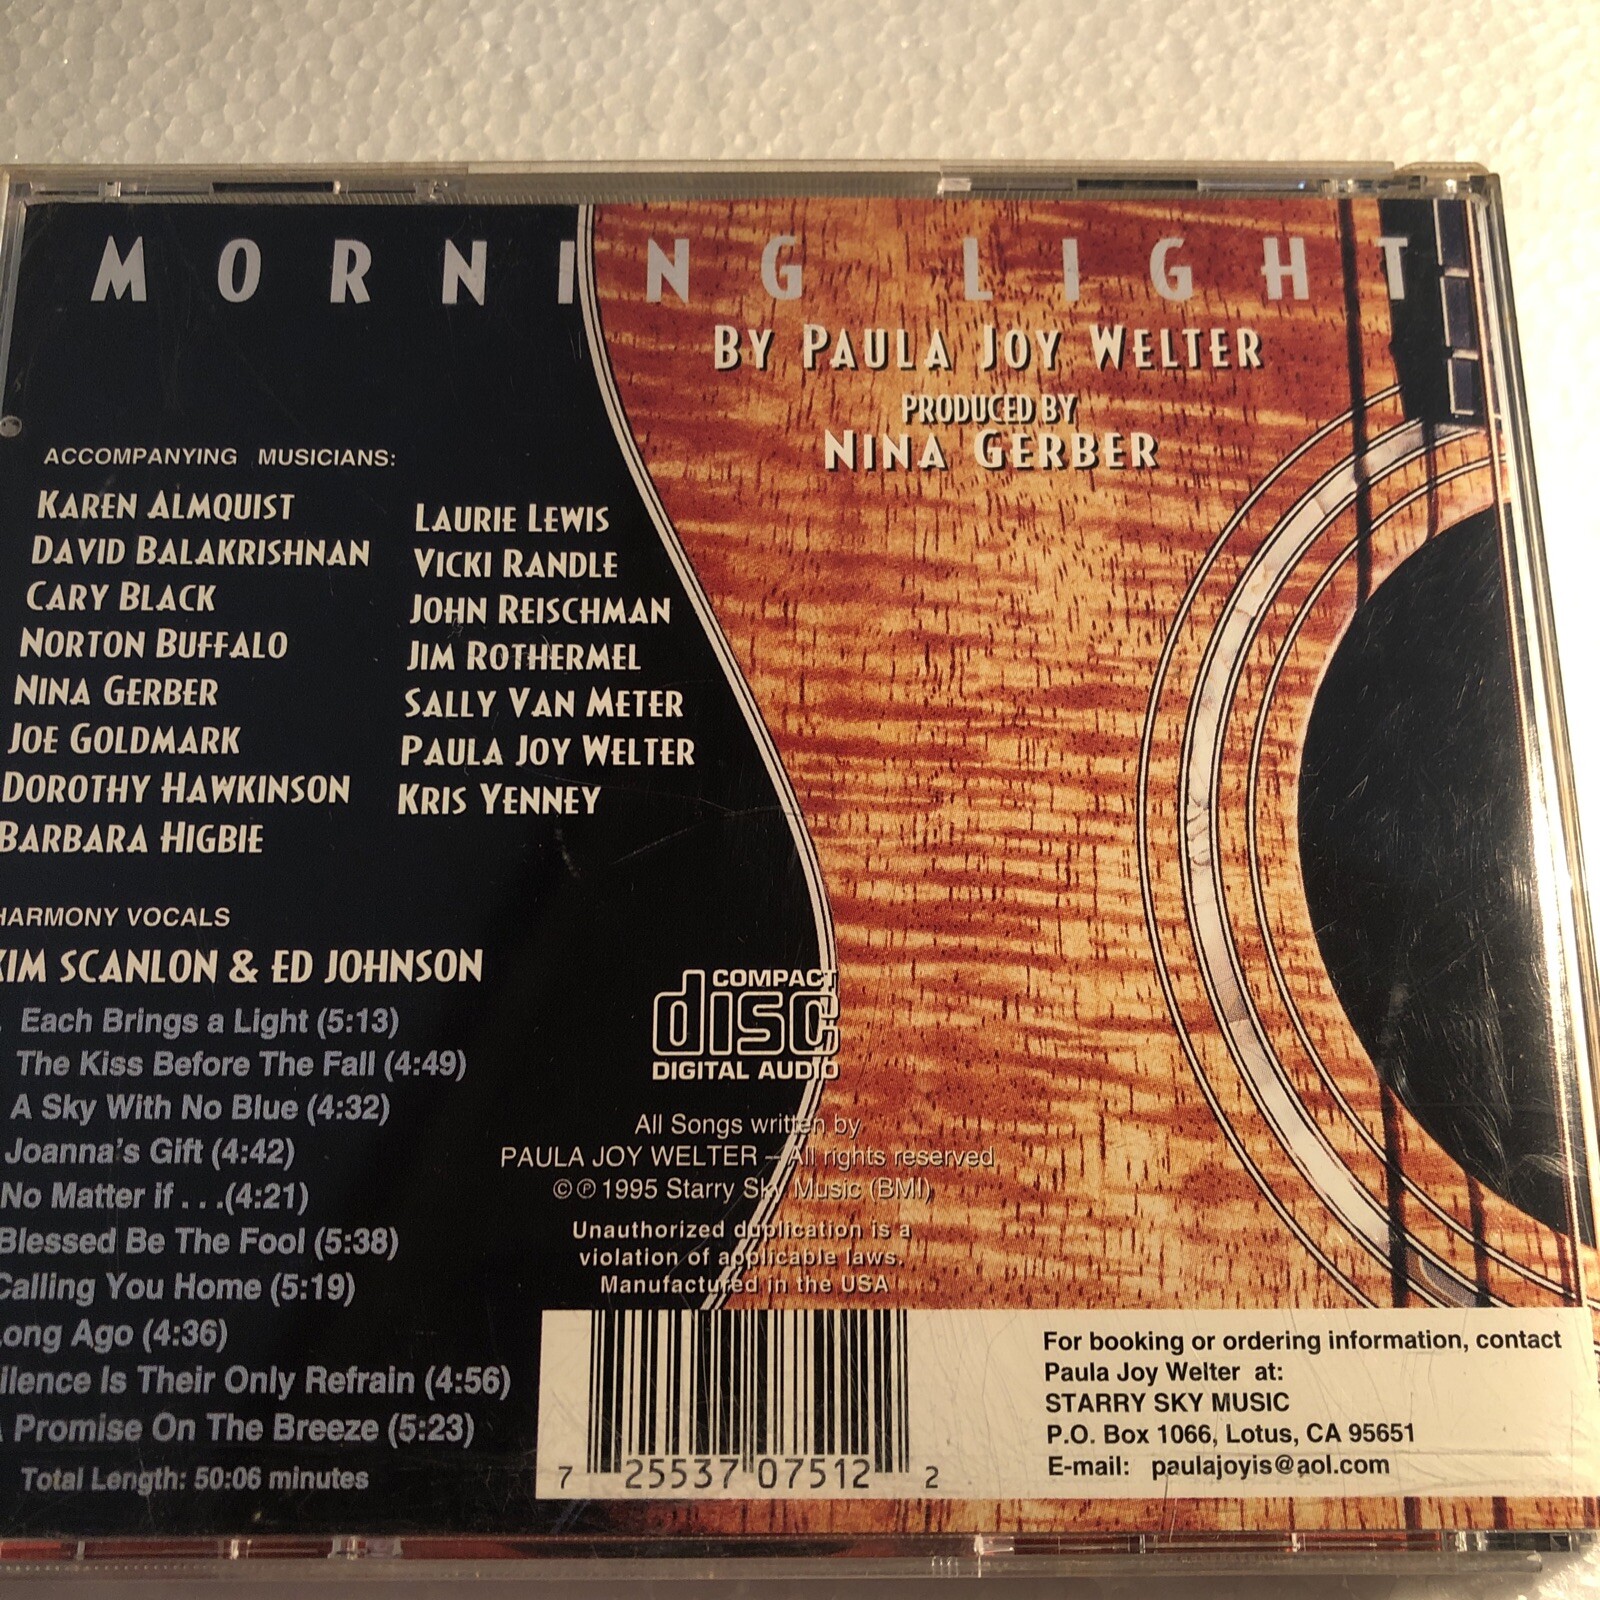 MORNING LIGHT
BY PAULA JOY WELTER
PRODUCED BY
NINA GERBER
ACCOMPANYING MUSICIANS:
KAREN ALMQUIST
DAVID BALAKRISHNAN
CARY BLACK
NORTON BUFFALO
NINA GERBER
JOE GOLDMARK
DOROTHY HAWKINSON
BARBARA HIGBIE
LAURIE LEWIS
VICKI RANDLE
JOHN REISCHMAN
JIM ROTHERMEL
SALLY VAN METER
PAULA JOY WELTER
KRIS YENNEY
HARMONY VOCALS
KIM SCANLON & ED JOHNSON
Each Brings a Light (5:13)
The Kiss Before The Fall (4:49)
A Sky With No Blue (4:32)
Joanna's Gift (4:42)
No Matter if . . .(4:21)
Blessed Be The Fool (5:38)
Calling You Home (5:19)
Long Ago (4:36)
Silence Is Their Only Refrain (4:56)
A Promise On The Breeze (5:23)
Total Length: 50:06 minutes
COMPACT
disc
DIGITAL AUDIO
All Songs written by
PAULA JOY WELTER – All rights reserved
©℗ 1995 Starry Sky Music (BMI)
Unauthorized duplication is a
violation of applicable laws.
Manufactured in the USA
7 25537 07512 2
For booking or ordering information, contact
Paula Joy Welter at:
STARRY SKY MUSIC
P.O. Box 1066, Lotus, CA 95651
E-mail: paulajoyis@aol.com